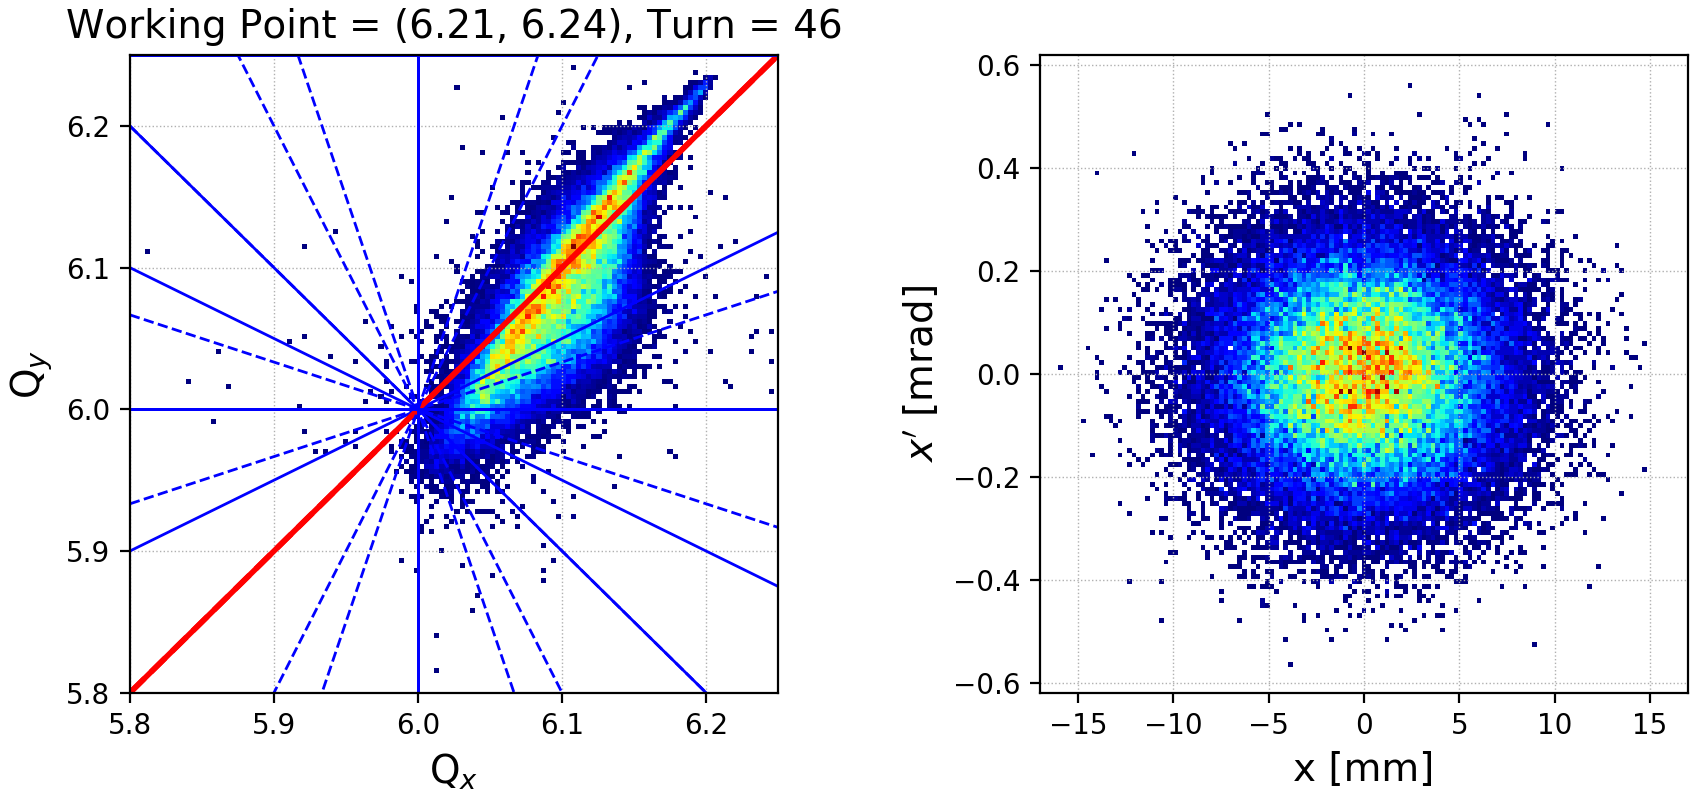 Working Point = (6.21, 6.24), Turn = 46
6.2
6.1
6.0
5.9
5.8
Q_y
5.8 5.9 6.0 6.1 6.2
Q_x
0.6
0.4
0.2
0.0
−0.2
−0.4
−0.6
x′ [mrad]
−15 −10 −5 0 5 10 15
x [mm]